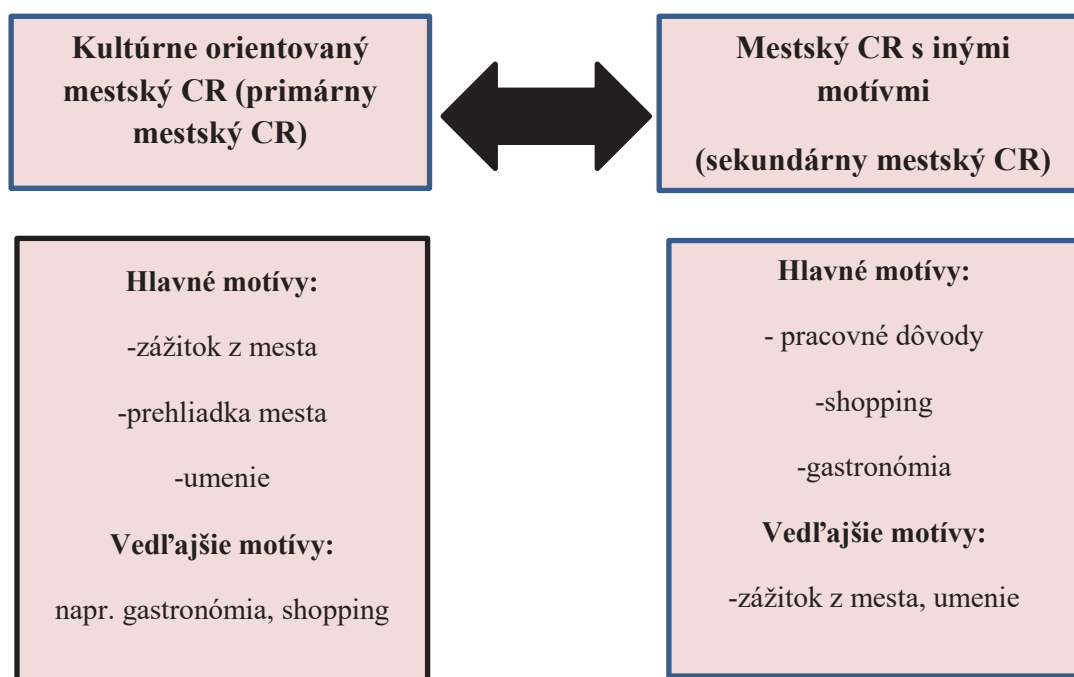 Kultúrne orientovaný
mestský CR (primárny
mestský CR)
Mestský CR s inými
motívmi
(sekundárny mestský CR)
Hlavné motívy:
-zážitok z mesta
-prehliadka mesta
-umenie
Vedľajšie motívy:
napr. gastronómia, shopping
Hlavné motívy:
- pracovné dôvody
-shopping
-gastronómia
Vedľajšie motívy:
-zážitok z mesta, umenie